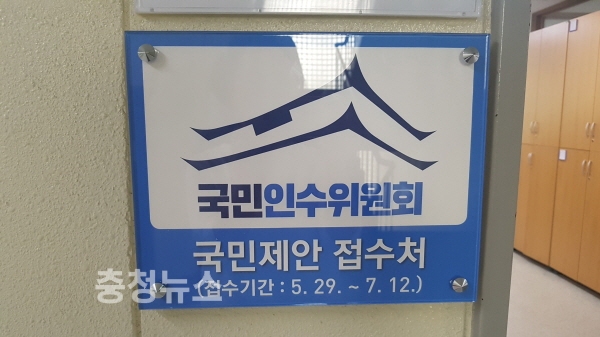 국민인수위원회
국민제안 접수처
(접수기간 : 5. 29. ~ 7. 12.)
충청뉴스